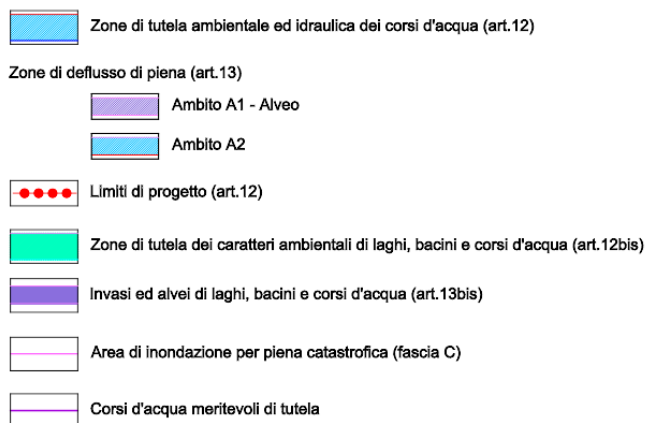 Zone di tutela ambientale ed idraulica dei corsi d'acqua (art.12)
Zone di deflusso di piena (art.13)
Ambito A1 - Alveo
Ambito A2
Limiti di progetto (art.12)
Zone di tutela dei caratteri ambientali di laghi, bacini e corsi d'acqua (art.12bis)
Invasi ed alvei di laghi, bacini e corsi d'acqua (art.13bis)
Area di inondazione per piena catastrofica (fascia C)
Corsi d'acqua meritevoli di tutela